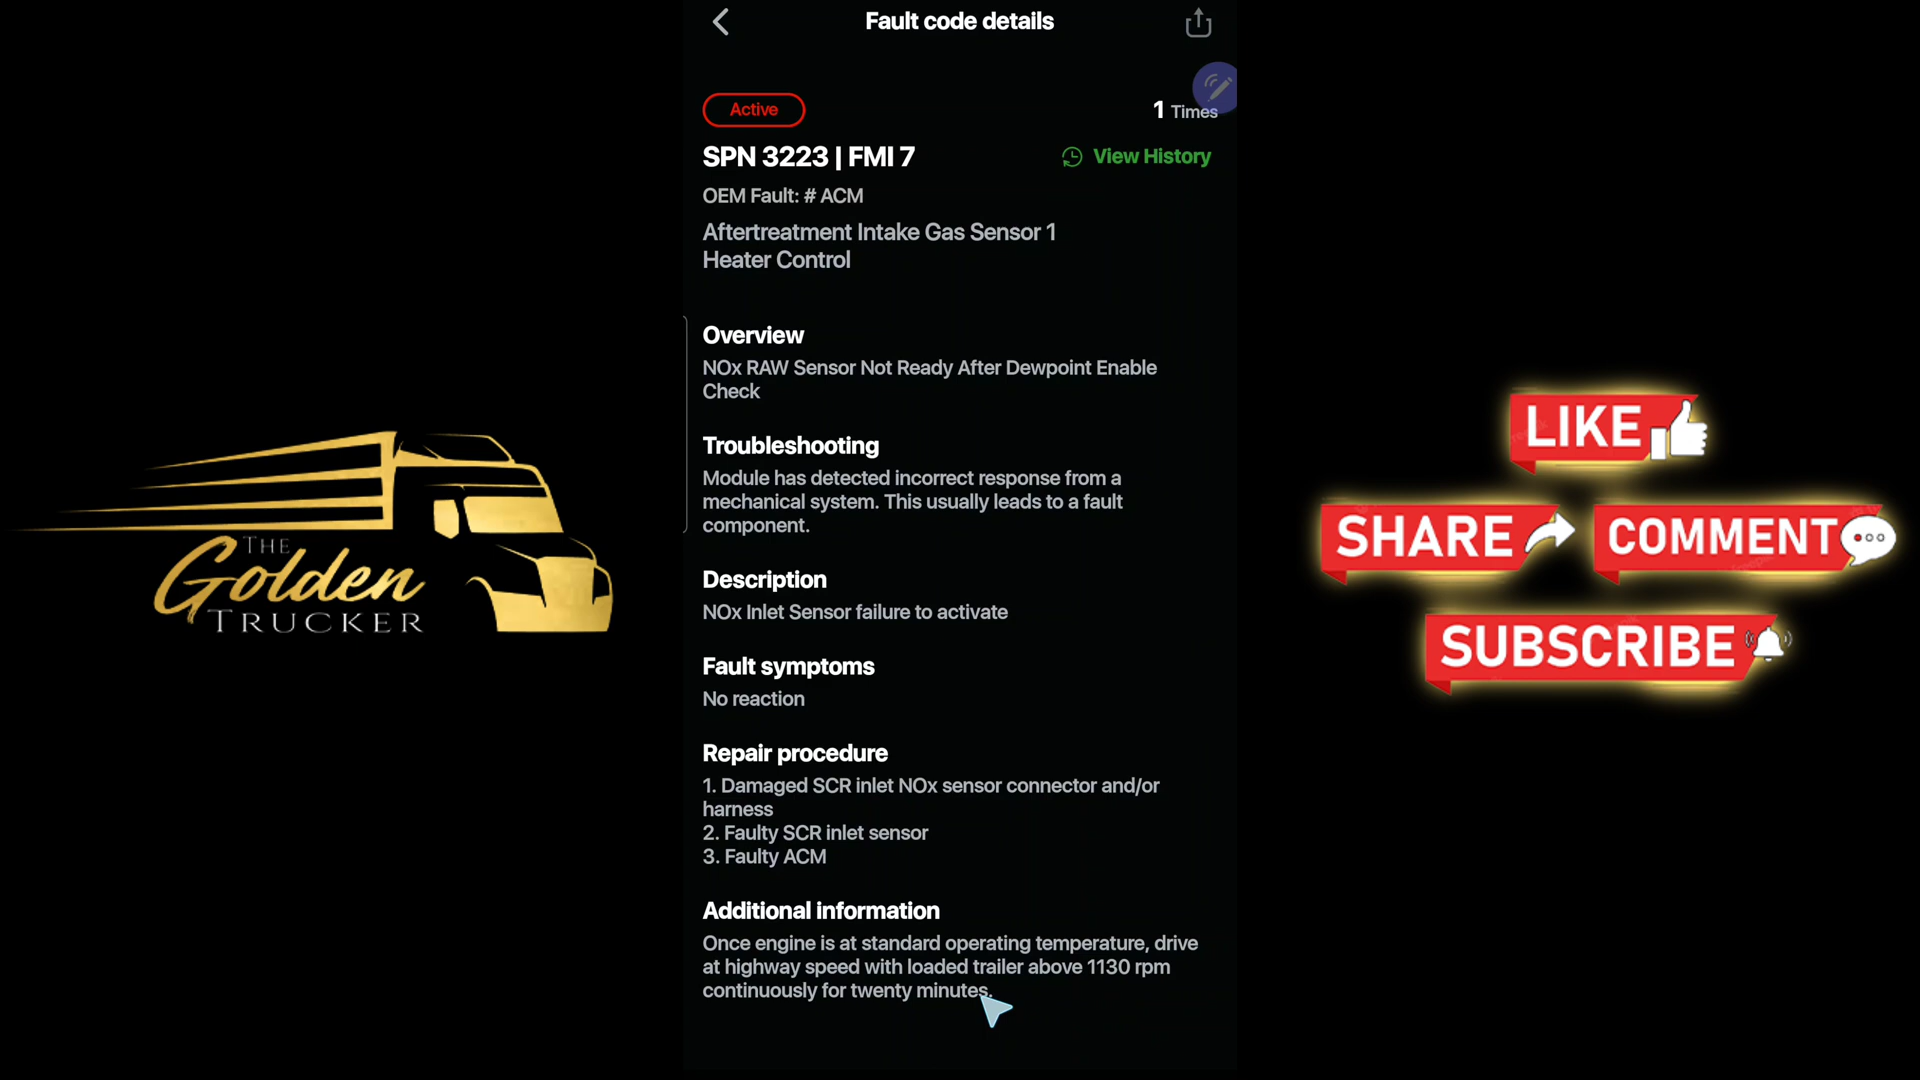 Fault code details
Active
1 Times
SPN 3223 | FMI 7
View History
OEM Fault: # ACM
Aftertreatment Intake Gas Sensor 1
Heater Control
Overview
NOx RAW Sensor Not Ready After Dewpoint Enable
Check
Troubleshooting
Module has detected incorrect response from a
mechanical system. This usually leads to a fault
component.
Description
NOx Inlet Sensor failure to activate
Fault symptoms
No reaction
Repair procedure
1. Damaged SCR inlet NOx sensor connector and/or
harness
2. Faulty SCR inlet sensor
3. Faulty ACM
Additional information
Once engine is at standard operating temperature, drive
at highway speed with loaded trailer above 1130 rpm
continuously for twenty minutes.
THE
Golden
TRUCKER
LIKE
SHARE
COMMENT
SUBSCRIBE